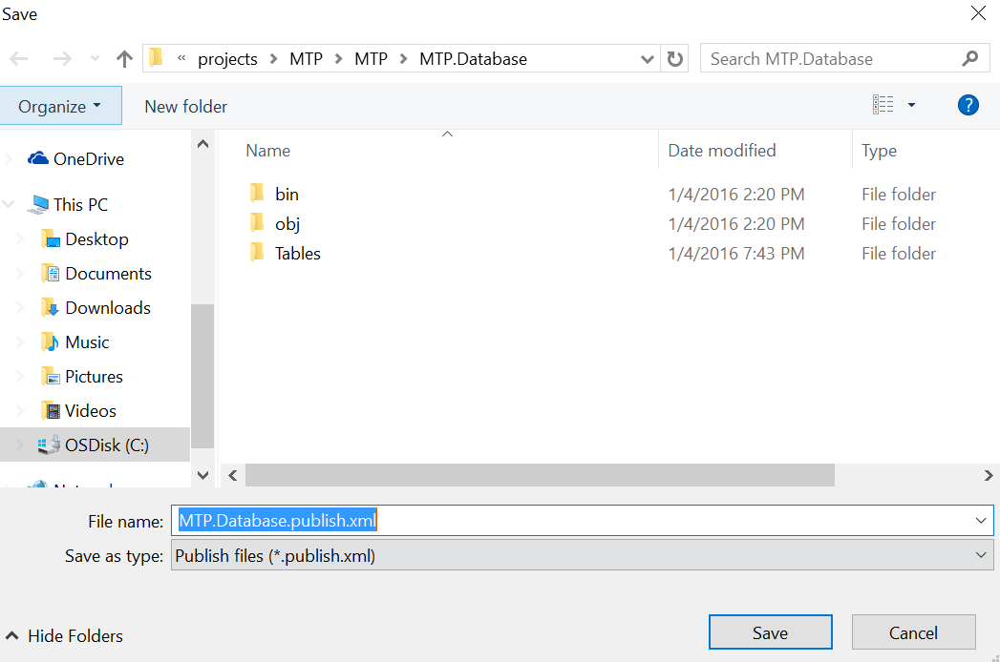 Save
« projects > MTP > MTP > MTP.Database
Search MTP.Database
Organize
New folder
?
Name Date modified Type
OneDrive
This PC
Desktop
Documents
Downloads
Music
Pictures
Videos
OSDisk (C:)
bin 1/4/2016 2:20 PM File folder
obj 1/4/2016 2:20 PM File folder
Tables 1/4/2016 7:43 PM File folder
File name: MTP.Database.publish.xml
Save as type: Publish files (*.publish.xml)
Hide Folders
Save
Cancel